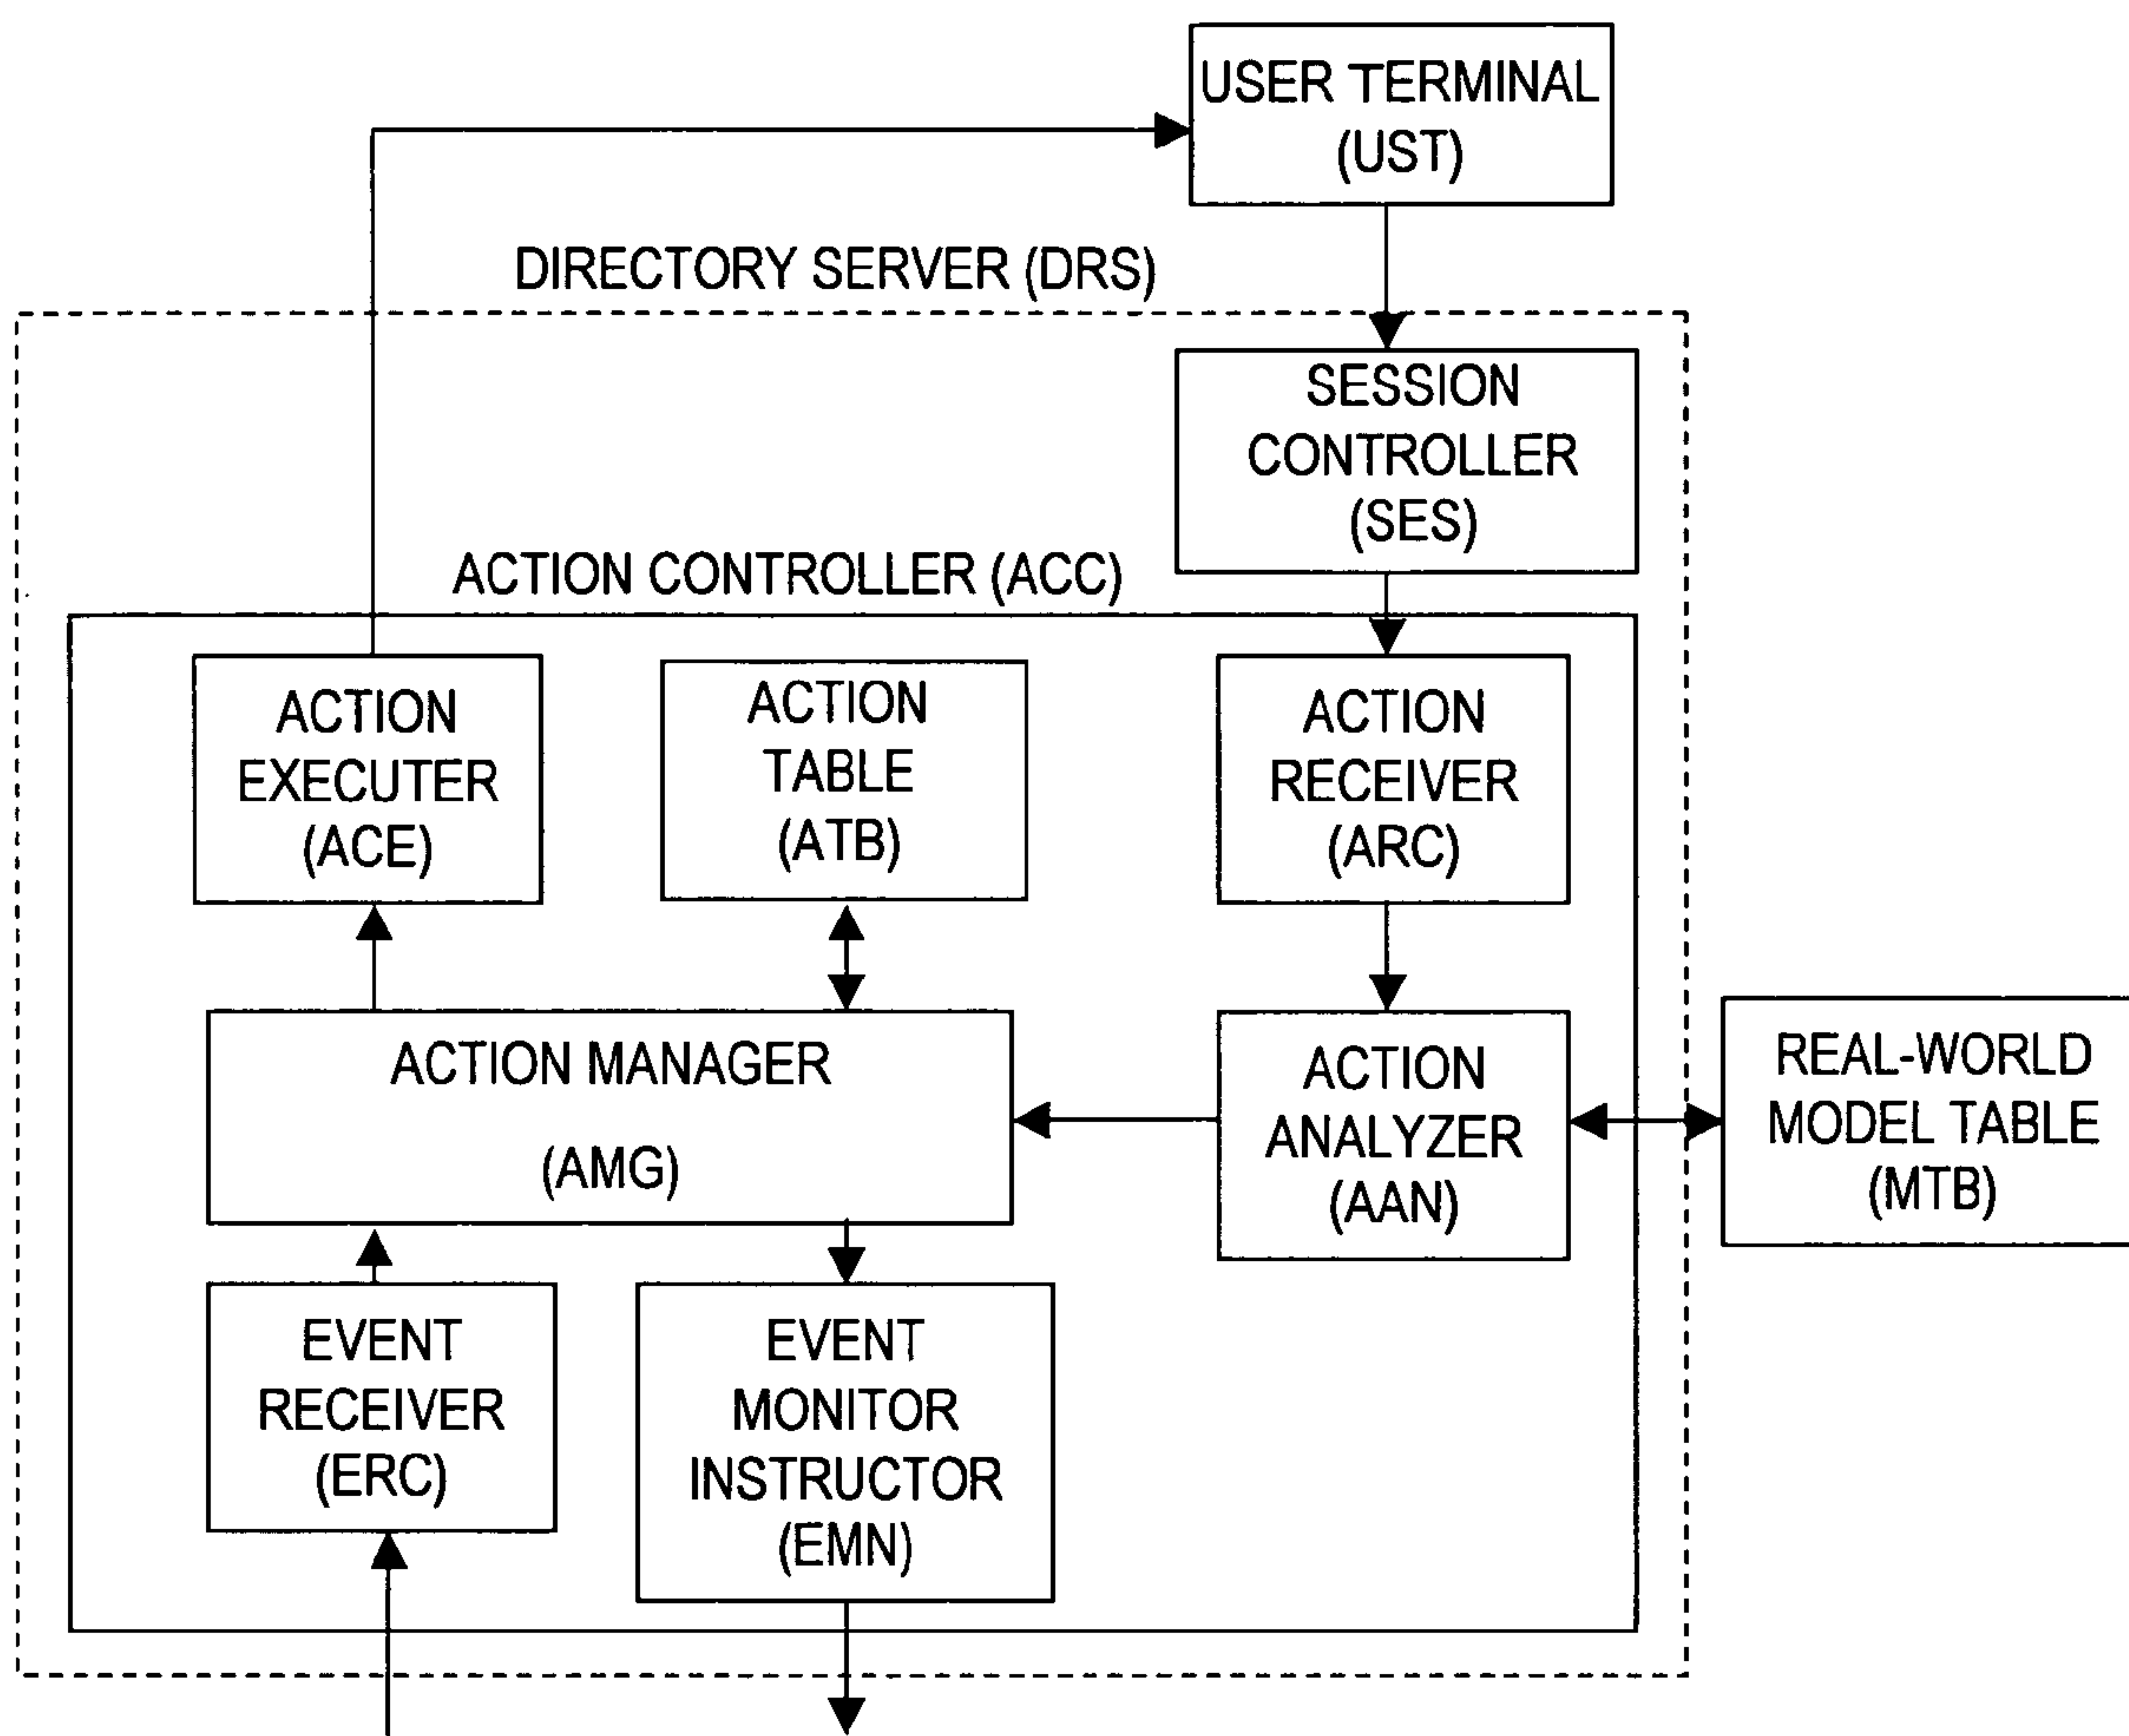 USER TERMINAL
(UST)
DIRECTORY SERVER (DRS)
SESSION
CONTROLLER
(SES)
ACTION CONTROLLER (ACC)
ACTION
EXECUTER
(ACE)
ACTION
TABLE
(ATB)
ACTION
RECEIVER
(ARC)
ACTION MANAGER
(AMG)
ACTION
ANALYZER
(AAN)
REAL-WORLD
MODEL TABLE
(MTB)
EVENT
RECEIVER
(ERC)
EVENT
MONITOR
INSTRUCTOR
(EMN)